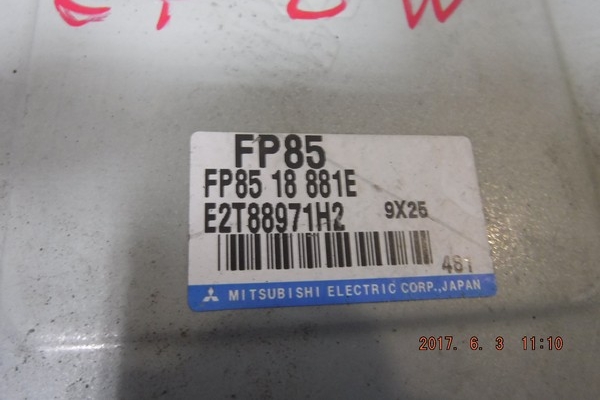 FP85
FP85 18 881E
E2T88971H2 9X25
481
MITSUBISHI ELECTRIC CORP., JAPAN
2017. 6. 3 11:10